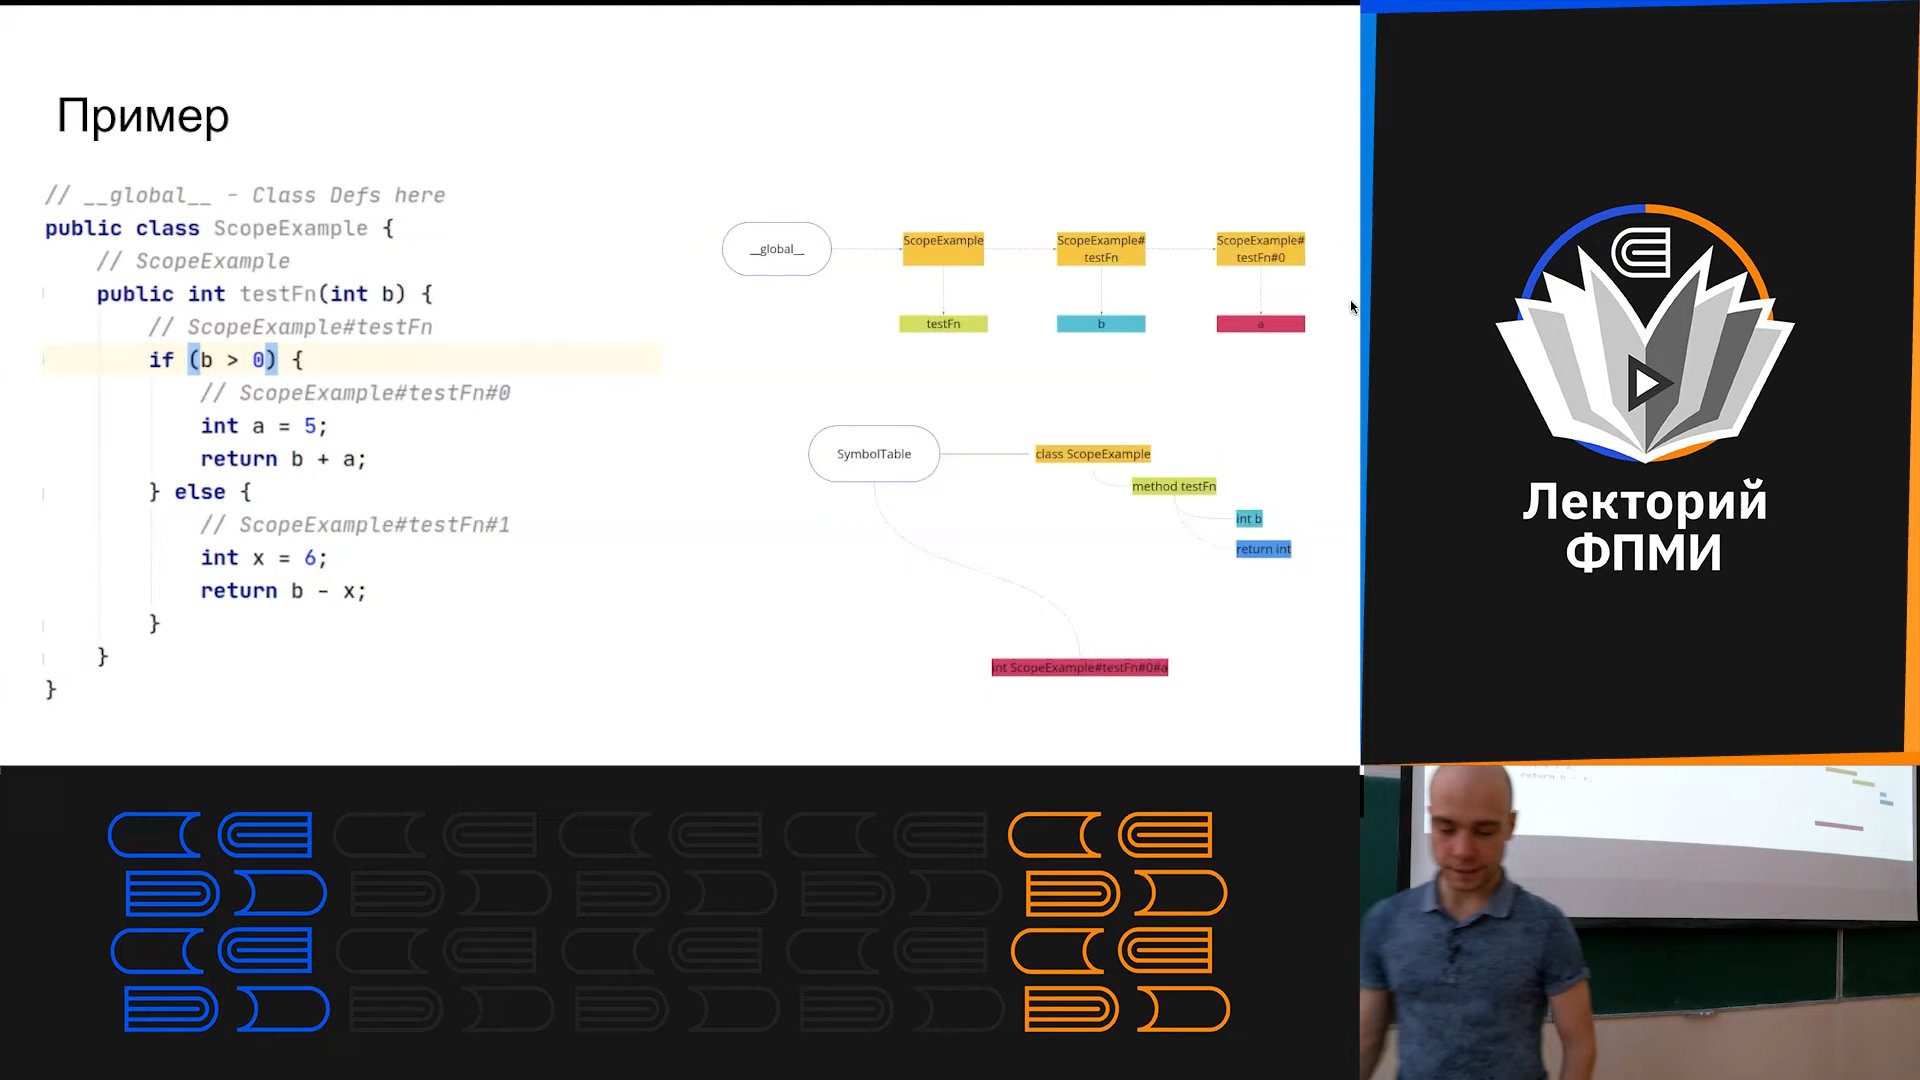 Пример
// __global__ - Class Defs here
public class ScopeExample {
// ScopeExample
public int testFn(int b) {
// ScopeExample#testFn
if (b > 0) {
// ScopeExample#testFn#0
int a = 5;
return b + a;
} else {
// ScopeExample#testFn#1
int x = 6;
return b - x;
}
}
}
__global__
ScopeExample
ScopeExample#
testFn
ScopeExample#
testFn#0
testFn
b
a
SymbolTable
class ScopeExample
method testFn
int b
return int
int ScopeExample#testFn#0#a
Лекторий
ФПМИ
return b - x;